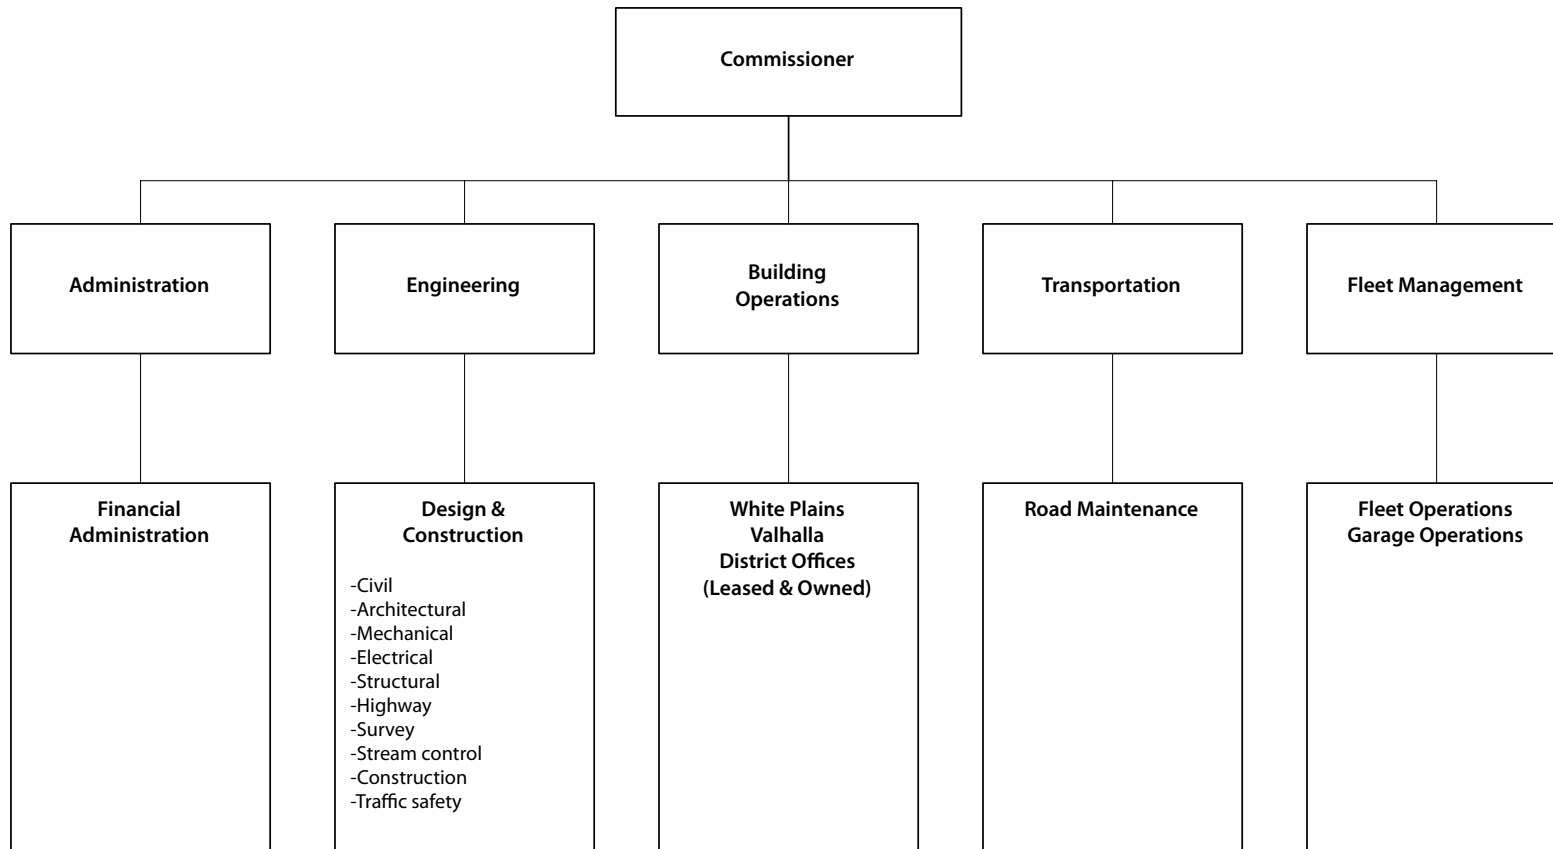 Commissioner
Administration
Engineering
Building
Operations
Transportation
Fleet Management
Financial
Administration
Design &
Construction
-Civil
-Architectural
-Mechanical
-Electrical
-Structural
-Highway
-Survey
-Stream control
-Construction
-Traffic safety
White Plains
Valhalla
District Offices
(Leased & Owned)
Road Maintenance
Fleet Operations
Garage Operations